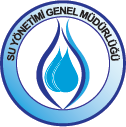 SU YÖNETİMİ GENEL MÜDÜRLÜĞÜ